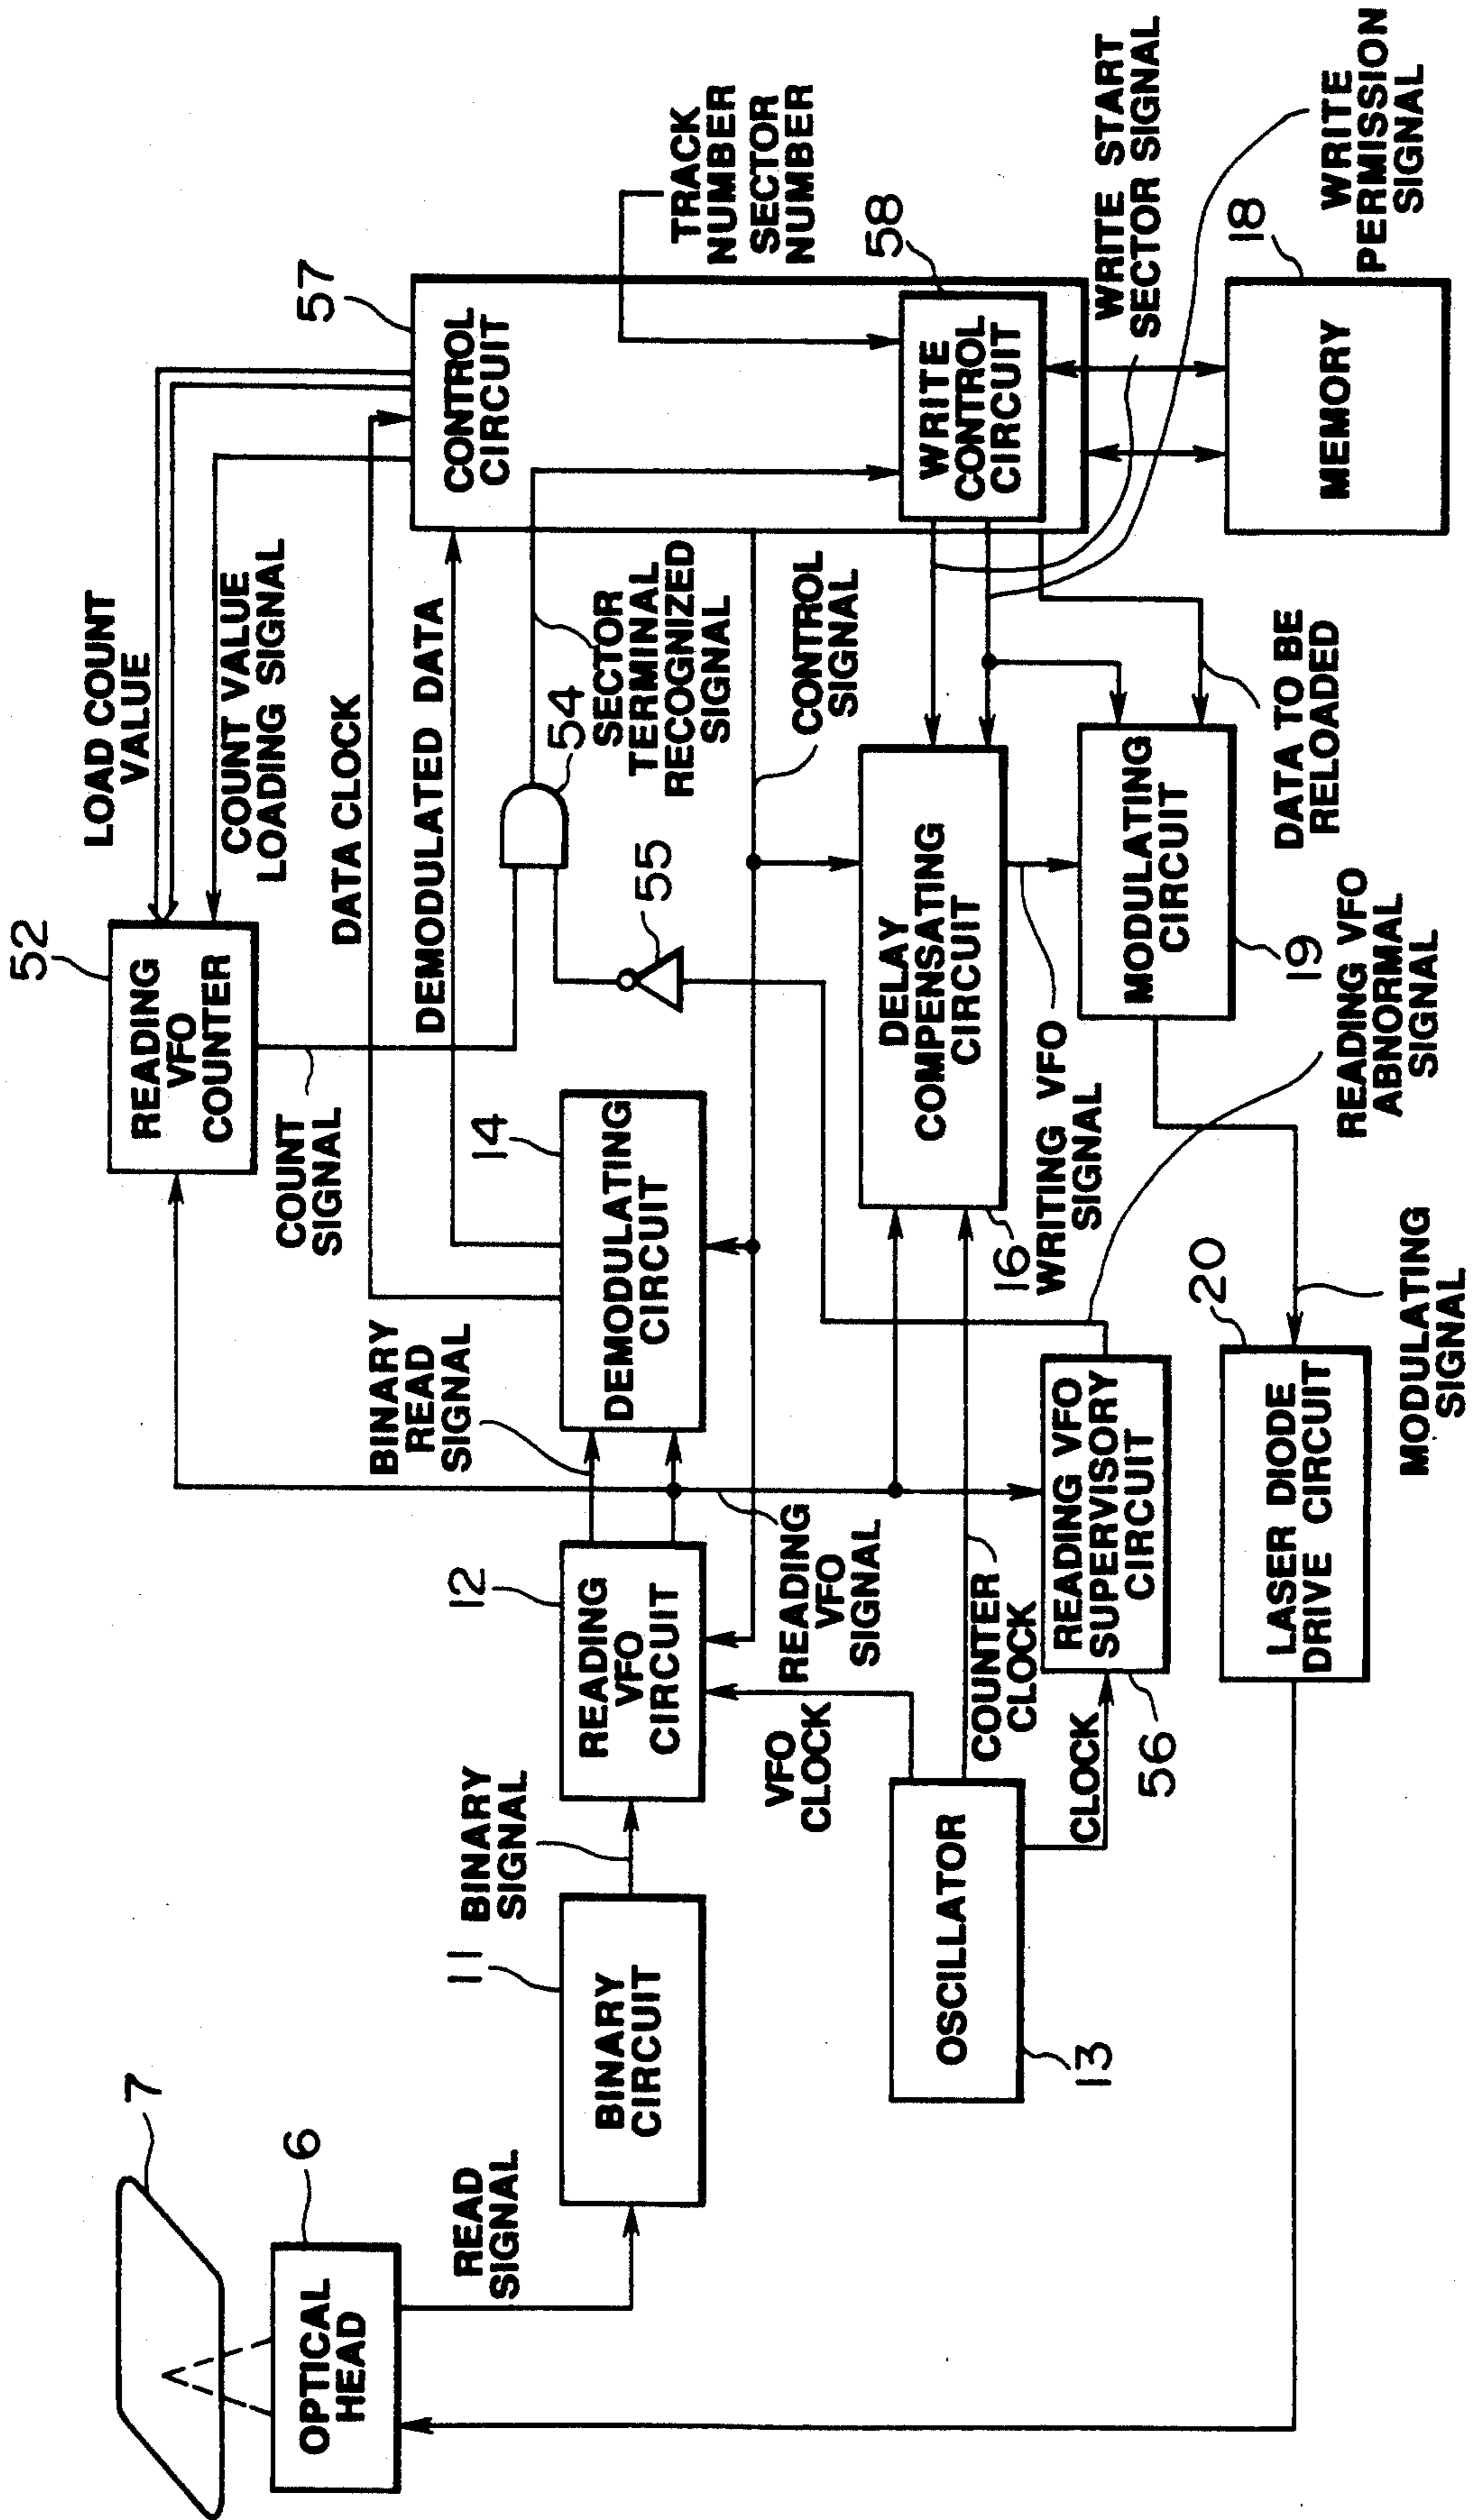 7
6
OPTICAL
HEAD
READ
SIGNAL
11
BINARY
CIRCUIT
BINARY
SIGNAL
12
READING
VFO
CIRCUIT
VFO
CLOCK
13
OSCILLATOR
BINARY
READ
SIGNAL
READING
VFO
SIGNAL
COUNTER
CLOCK
CLOCK
56
READING VFO
SUPERVISORY
CIRCUIT
20
LASER DIODE
DRIVE CIRCUIT
MODULATING
SIGNAL
14
DEMODULATING
CIRCUIT
COUNT
SIGNAL
52
READING
VFO
COUNTER
LOAD COUNT
VALUE
COUNT VALUE
LOADING SIGNAL
DATA CLOCK
DEMODULATED DATA
55
54
SECTOR
TERMINAL
RECOGNIZED
SIGNAL
CONTROL
SIGNAL
16
DELAY
COMPENSATING
CIRCUIT
WRITING VFO
SIGNAL
MODULATING
CIRCUIT
19
READING VFO
ABNORMAL
SIGNAL
DATA TO BE
RELOADED
57
CONTROL
CIRCUIT
TRACK
NUMBER
SECTOR
NUMBER
58
WRITE
CONTROL
CIRCUIT
WRITE START
SECTOR SIGNAL
18
MEMORY
WRITE
PERMISSION
SIGNAL